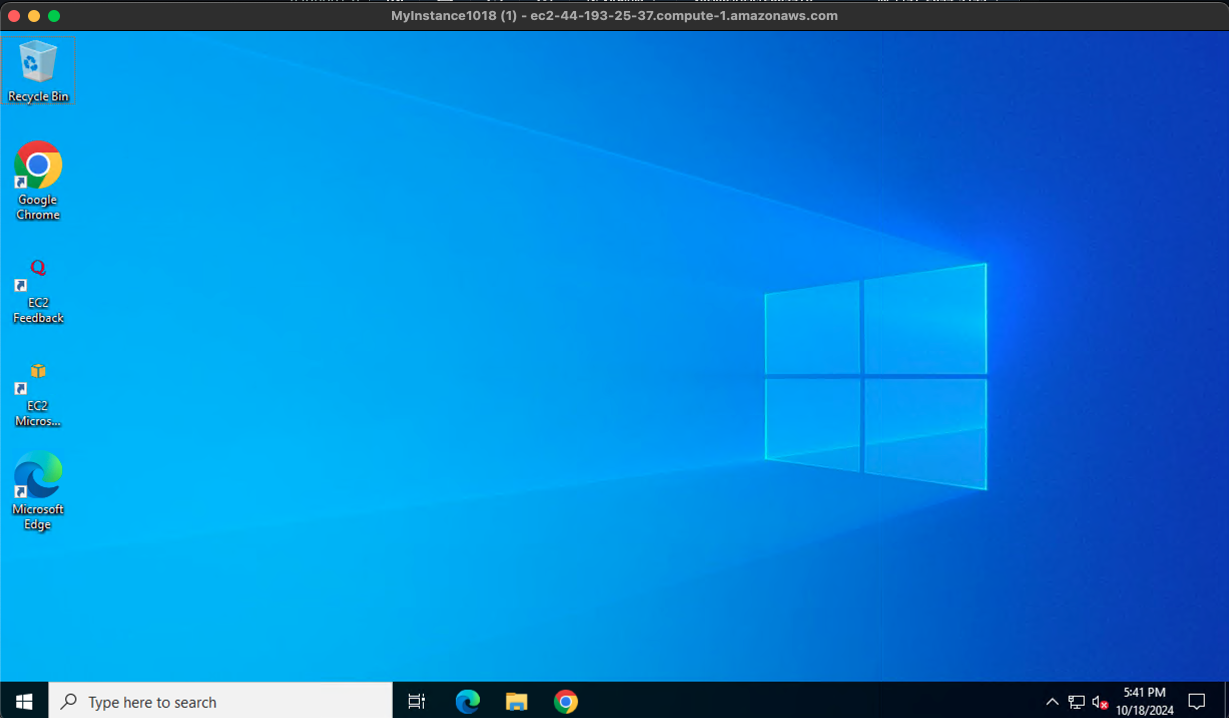 MyInstance1018 (1) - ec2-44-193-25-37.compute-1.amazonaws.com
Recycle Bin
Google
Chrome
EC2
Feedback
EC2
Micros...
Microsoft
Edge
Type here to search
5:41 PM
10/18/2024